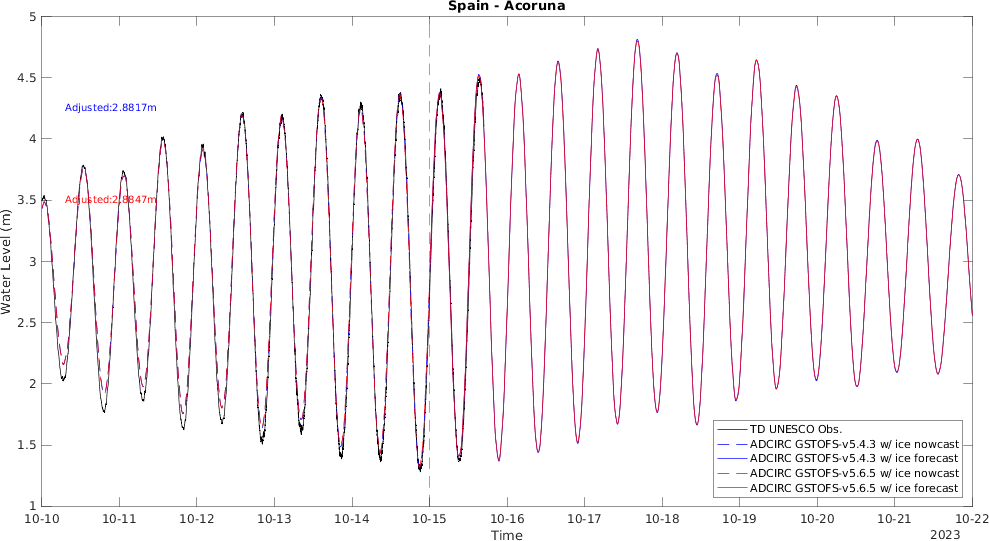 Spain - Acoruna
5
4.5
4
3.5
3
2.5
2
1.5
1
Water Level (m)
Adjusted:2.8817m
Adjusted:2.8847m
TD UNESCO Obs.
ADCIRC GSTOFS-v5.4.3 w/ ice nowcast
ADCIRC GSTOFS-v5.4.3 w/ ice forecast
ADCIRC GSTOFS-v5.6.5 w/ ice nowcast
ADCIRC GSTOFS-v5.6.5 w/ ice forecast
10-10 10-11 10-12 10-13 10-14 10-15 10-16 10-17 10-18 10-19 10-20 10-21 10-22
Time
2023